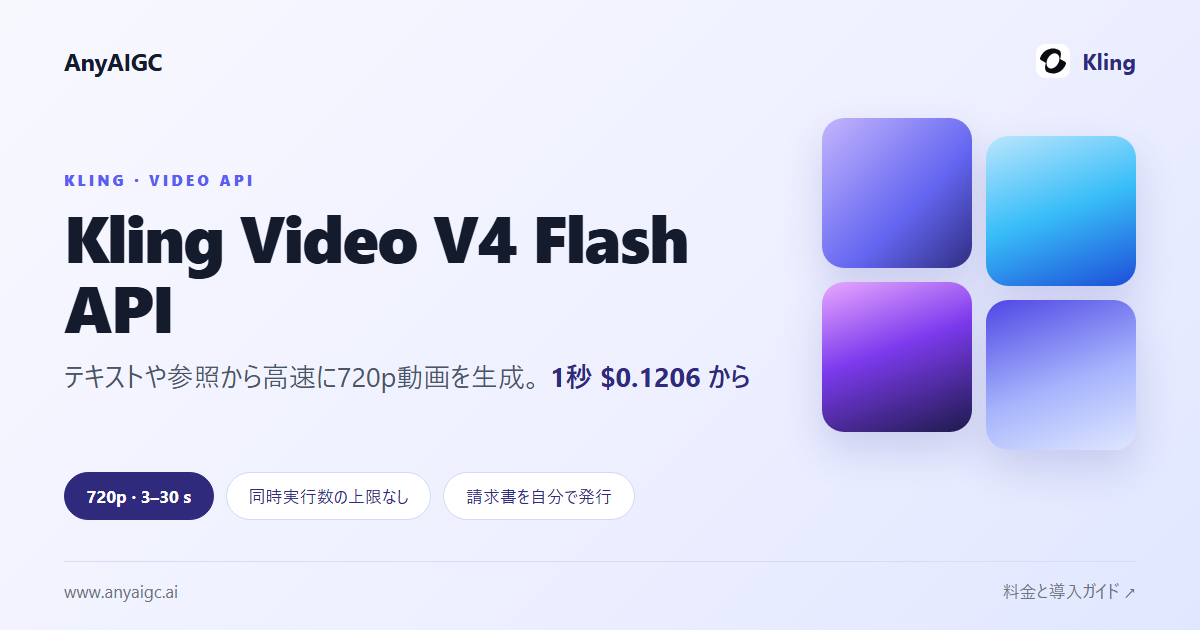 AnyAIGC
Kling
KLING · VIDEO API
Kling Video V4 Flash
API
テキストや参照から高速に720p動画を生成。 1秒 $0.1206 から
720p · 3–30 s
同時実行数の上限なし
請求書を自分で発行
www.anyaigc.ai
料金と導入ガイド ↗